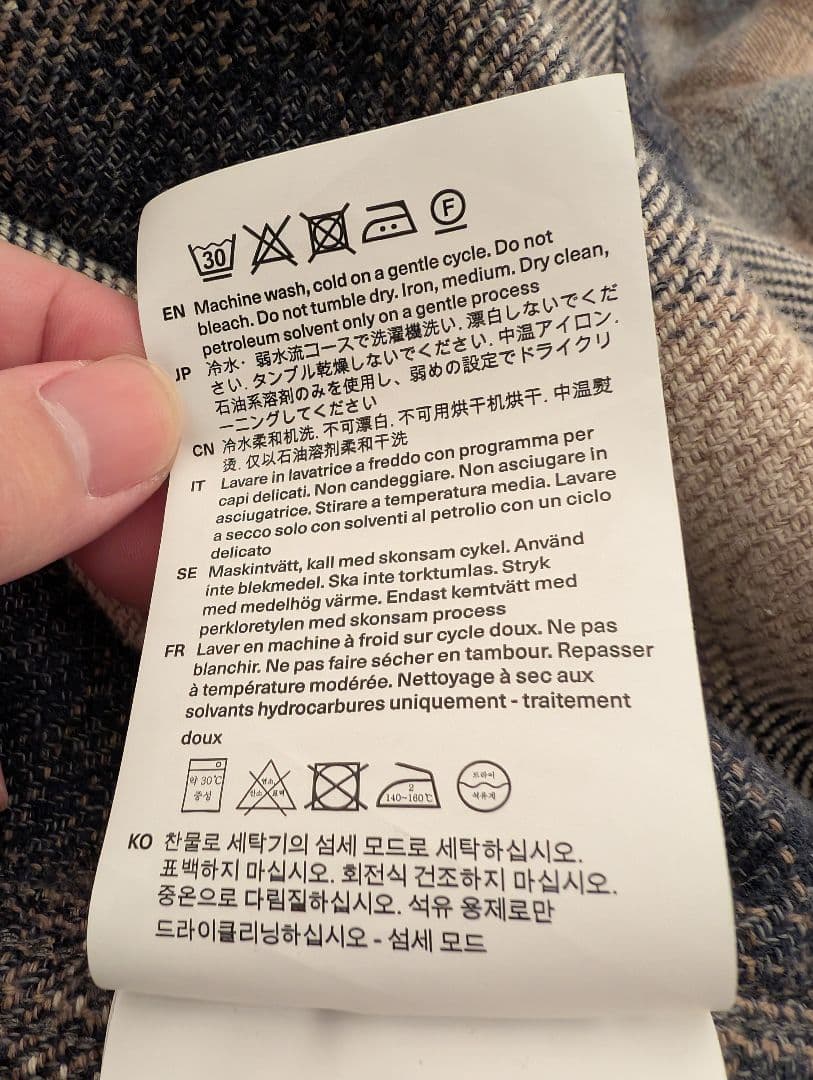 30 F
EN Machine wash, cold on a gentle cycle. Do not
bleach. Do not tumble dry. Iron, medium. Dry clean,
petroleum solvent only on a gentle process
JP 冷水・弱水流コースで洗濯機洗い. 漂白しないでくだ
さい. タンブル乾燥しないでください. 中温アイロン.
石油系溶剤のみを使用し、弱めの設定でドライクリ
ーニングしてください
CN 冷水柔和机洗. 不可漂白. 不可用烘干机烘干. 中温熨
烫. 仅以石油溶剂柔和干洗
IT Lavare in lavatrice a freddo con programma per
capi delicati. Non candeggiare. Non asciugare in
asciugatrice. Stirare a temperatura media. Lavare
a secco solo con solventi al petrolio con un ciclo
delicato
SE Maskintvätt, kall med skonsam cykel. Använd
inte blekmedel. Ska inte torktumlas. Stryk
med medelhög värme. Endast kemtvätt med
perkloretylen med skonsam process
FR Laver en machine à froid sur cycle doux. Ne pas
blanchir. Ne pas faire sécher en tambour. Repasser
à température modérée. Nettoyage à sec aux
solvants hydrocarbures uniquement - traitement
doux
약 30℃
중성
염소
산소 표백
2
140~160℃
드라이
석유계
KO 찬물로 세탁기의 섬세 모드로 세탁하십시오.
표백하지 마십시오. 회전식 건조하지 마십시오.
중온으로 다림질하십시오. 석유 용제로만
드라이클리닝하십시오 - 섬세 모드